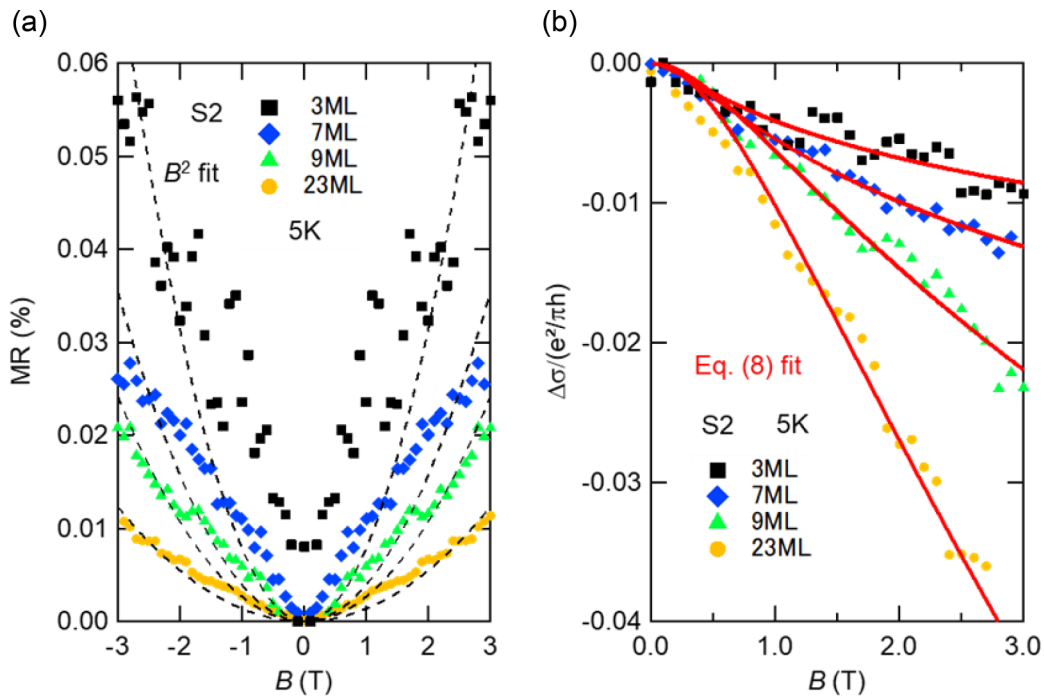 (a)
(b)
0.06
0.05
0.04
0.03
0.02
0.01
0.00
MR (%)
S2
3ML
7ML
9ML
23ML
B² fit
5K
-3
-2
-1
0
1
2
3
B (T)
0.00
-0.01
-0.02
-0.03
-0.04
Δσ/(e²/πh)
Eq. (8) fit
S2 5K
3ML
7ML
9ML
23ML
0.0
1.0
2.0
3.0
B (T)